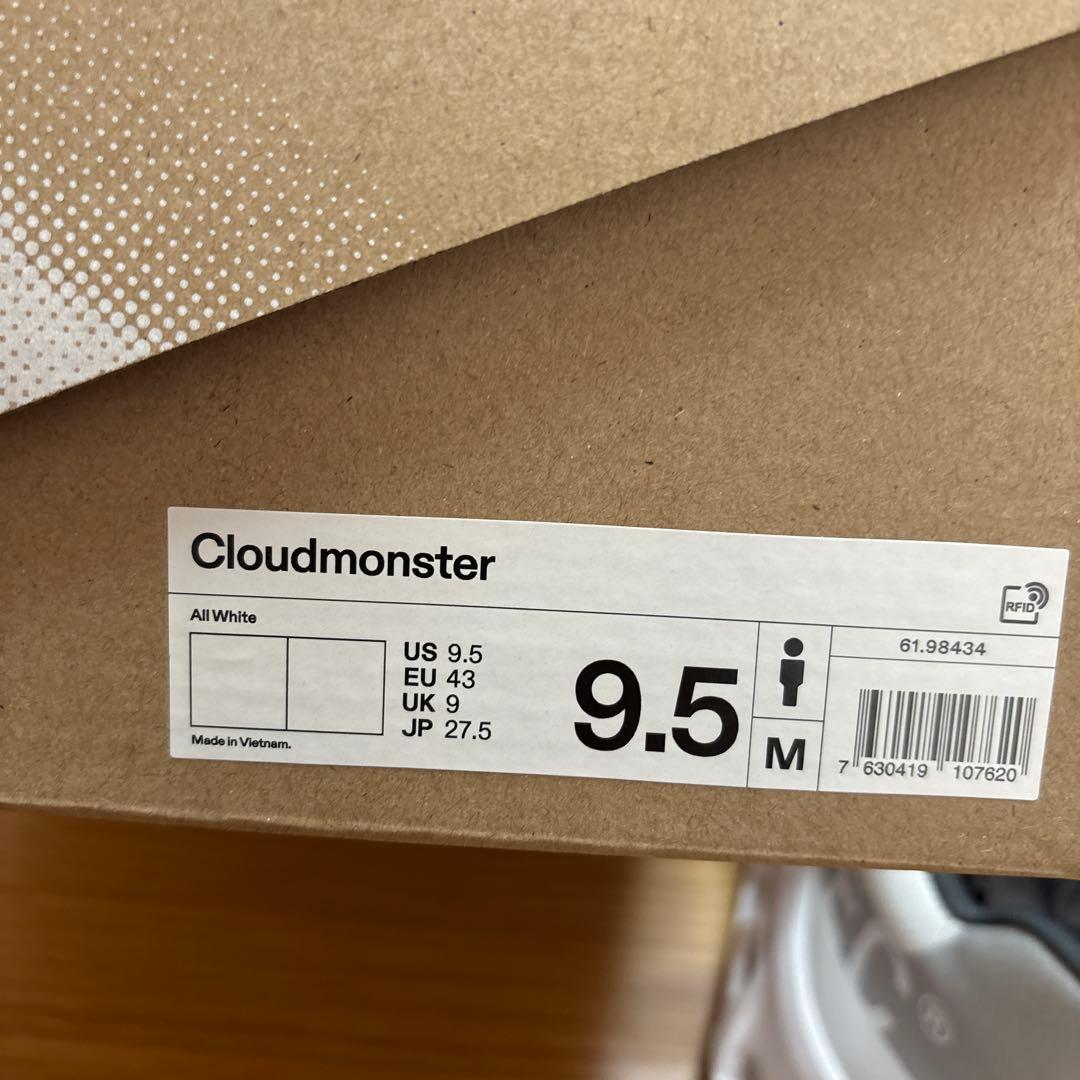 Cloudmonster
RFID
All White
US 9.5
EU 43
UK 9
JP 27.5
Made in Vietnam.
9.5
M
61.98434
7 630419 107620